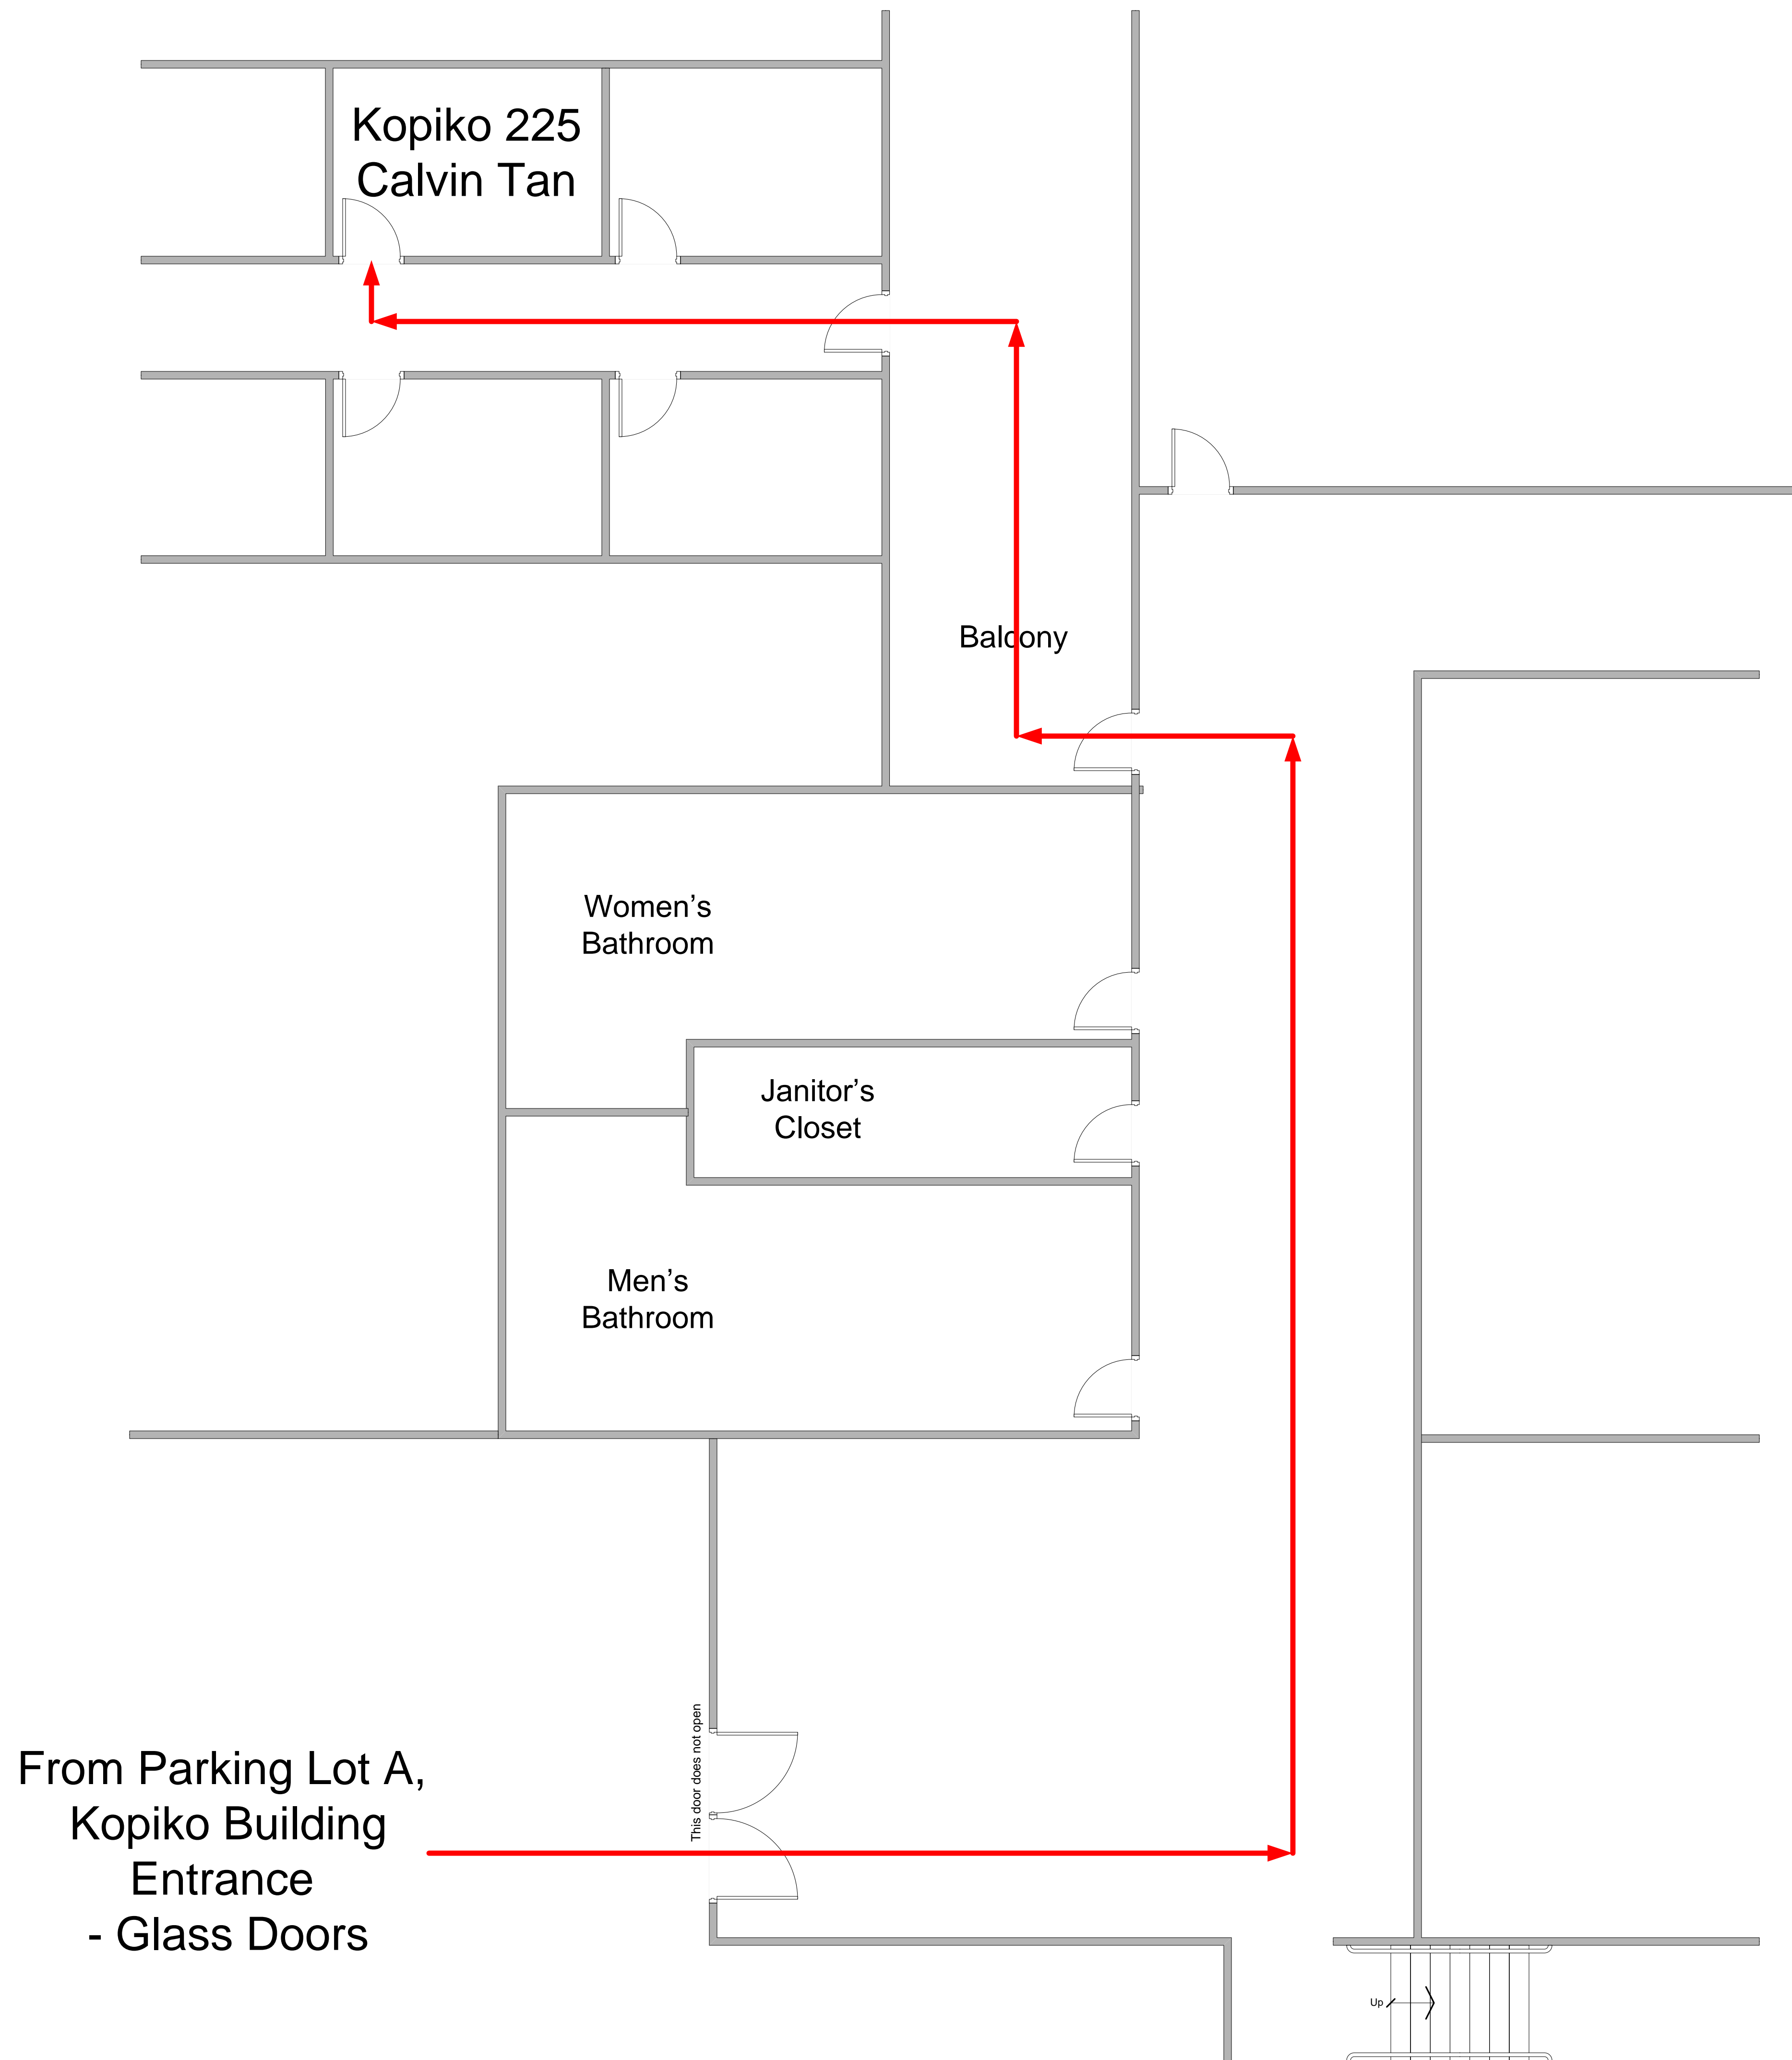 Kopiko 225
Calvin Tan
Balcony
Women’s
Bathroom
Janitor’s
Closet
Men’s
Bathroom
This door does not open
From Parking Lot A,
Kopiko Building
Entrance
- Glass Doors
Up